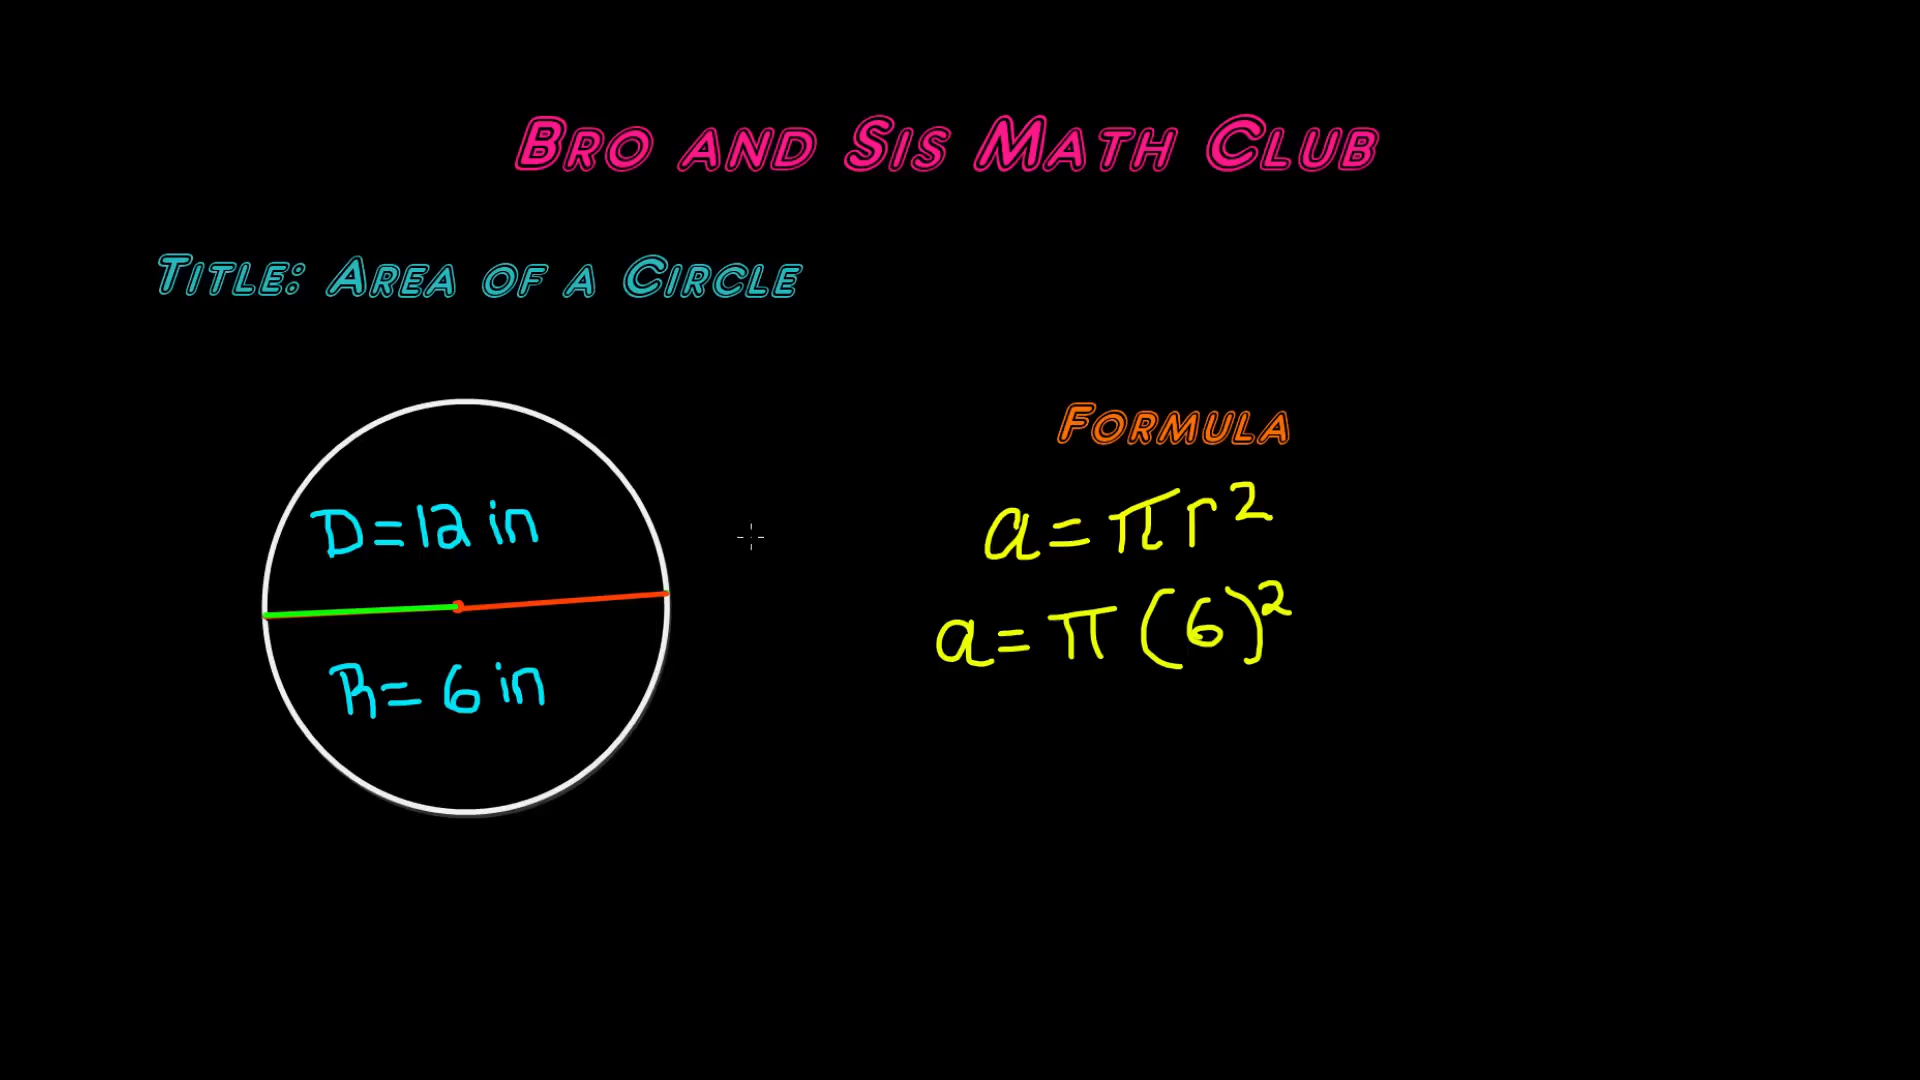 BRO AND SIS MATH CLUB
TITLE: AREA OF A CIRCLE
D=12 in
R=6 in
FORMULA
a=πr²
a=π(6)²